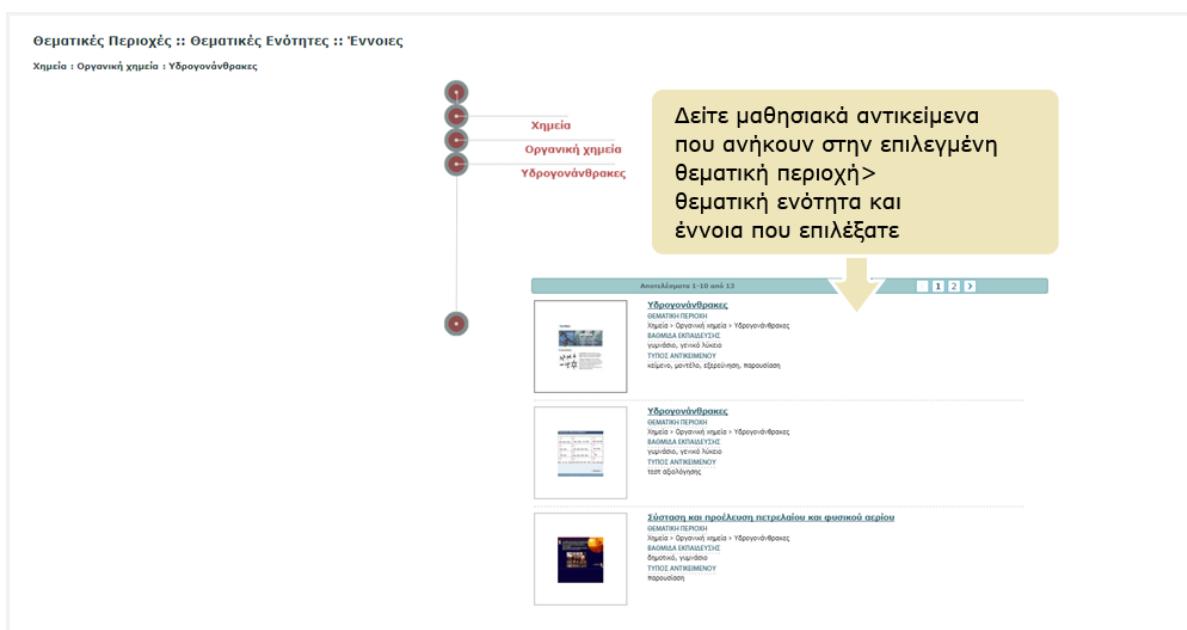 Θεματικές Περιοχές :: Θεματικές Ενότητες :: Έννοιες
Χημεία : Οργανική χημεία : Υδρογονάνθρακες
Χημεία
Οργανική χημεία
Υδρογονάνθρακες
Δείτε μαθησιακά αντικείμενα
που ανήκουν στην επιλεγμένη
θεματική περιοχή>
θεματική ενότητα και
έννοια που επιλέξατε
Αποτελέσματα 1-10 από 13
1 2 >
Υδρογονάνθρακες
ΘΕΜΑΤΙΚΗ ΠΕΡΙΟΧΗ
Χημεία > Οργανική χημεία > Υδρογονάνθρακες
ΒΑΘΜΙΔΑ ΕΚΠΑΙΔΕΥΣΗΣ
γυμνάσιο, γενικό λύκειο
ΤΥΠΟΣ ΑΝΤΙΚΕΙΜΕΝΟΥ
κείμενο, μοντέλο, εξερεύνηση, παρουσίαση
Υδρογονάνθρακες
ΘΕΜΑΤΙΚΗ ΠΕΡΙΟΧΗ
Χημεία > Οργανική χημεία > Υδρογονάνθρακες
ΒΑΘΜΙΔΑ ΕΚΠΑΙΔΕΥΣΗΣ
γυμνάσιο, γενικό λύκειο
ΤΥΠΟΣ ΑΝΤΙΚΕΙΜΕΝΟΥ
τεστ αξιολόγησης
Σύσταση και προέλευση πετρελαίου και φυσικού αερίου
ΘΕΜΑΤΙΚΗ ΠΕΡΙΟΧΗ
Χημεία > Οργανική χημεία > Υδρογονάνθρακες
ΒΑΘΜΙΔΑ ΕΚΠΑΙΔΕΥΣΗΣ
δημοτικό, γυμνάσιο
ΤΥΠΟΣ ΑΝΤΙΚΕΙΜΕΝΟΥ
παρουσίαση